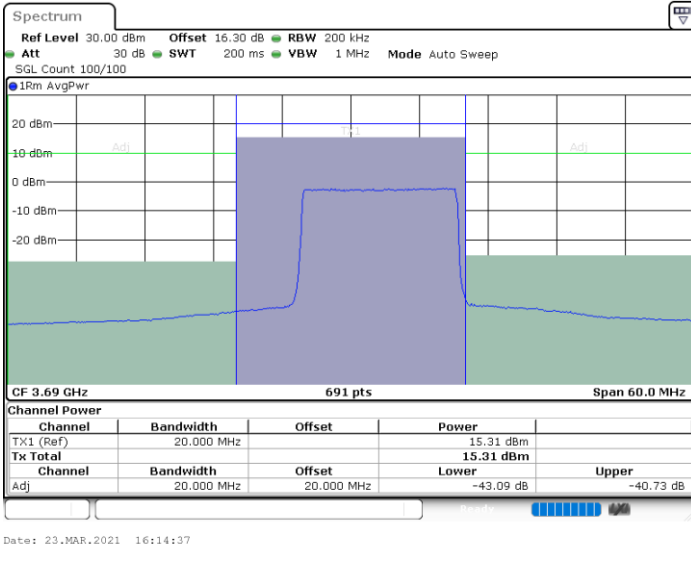 Spectrum
Ref Level 30.00 dBm Offset 16.30 dB RBW 200 kHz
Att 30 dB SWT 200 ms VBW 1 MHz Mode Auto Sweep
SGL Count 100/100
1Rm AvgPwr
20 dBm
TX1
Adj
10 dBm
Adj
0 dBm
-10 dBm
-20 dBm
CF 3.69 GHz 691 pts Span 60.0 MHz
Channel Power
Channel Bandwidth Offset Power
TX1 (Ref) 20.000 MHz 15.31 dBm
Tx Total 15.31 dBm
Channel Bandwidth Offset Lower Upper
Adj 20.000 MHz 20.000 MHz -43.09 dB -40.73 dB
Ready
Date: 23.MAR.2021 16:14:37